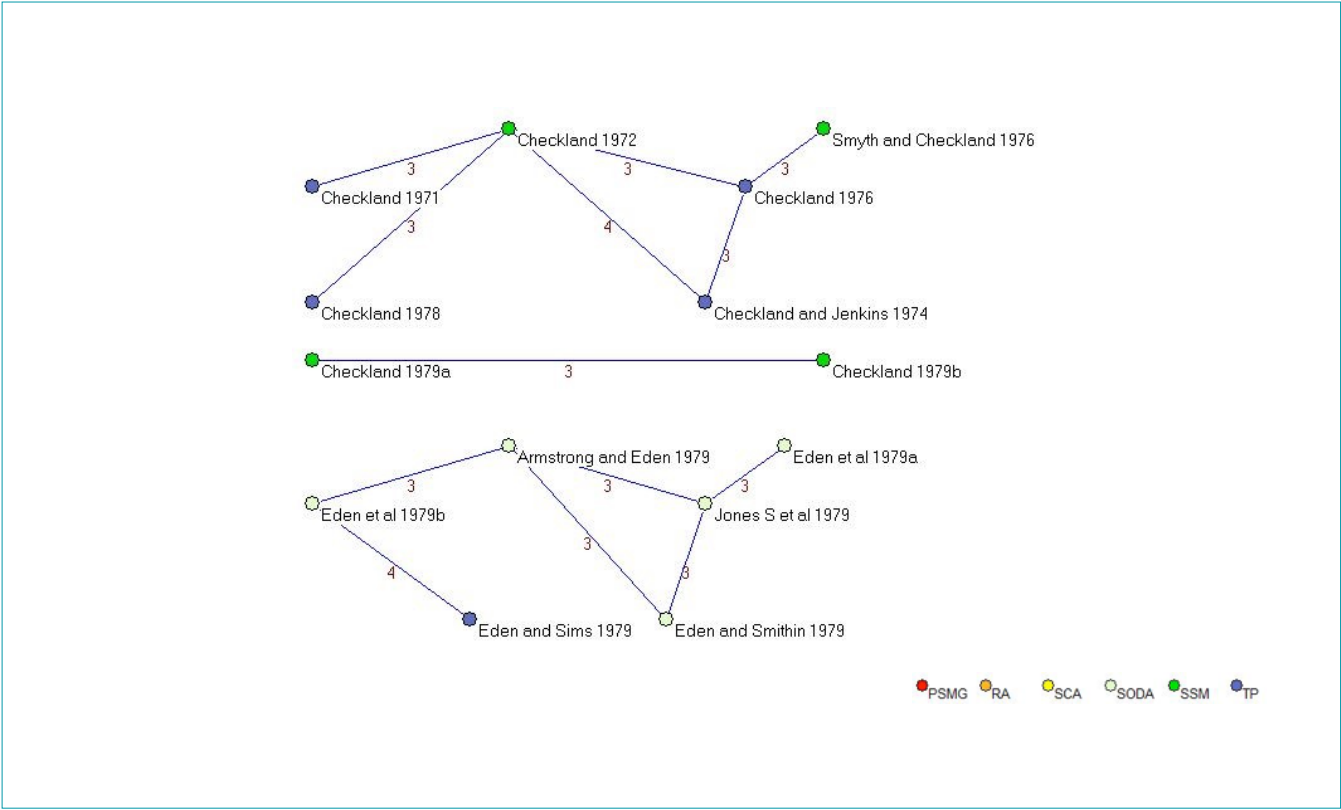 Checkland 1972
Smyth and Checkland 1976
3
3
3
Checkland 1971
Checkland 1976
3
4
3
Checkland 1978
Checkland and Jenkins 1974
Checkland 1979a
3
Checkland 1979b
Armstrong and Eden 1979
Eden et al 1979a
3
3
3
Eden et al 1979b
Jones S et al 1979
3
4
3
Eden and Sims 1979
Eden and Smithin 1979
PSMG RA SCA SODA SSM TP